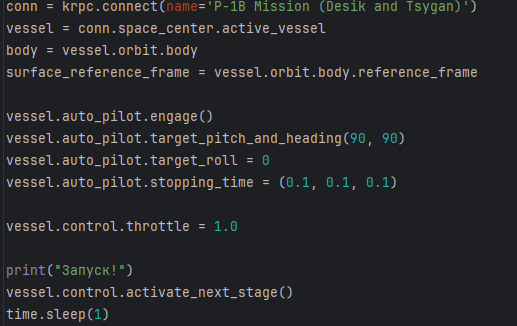 conn = krpc.connect(name='P-1B Mission (Desik and Tsygan)')
vessel = conn.space_center.active_vessel
body = vessel.orbit.body
surface_reference_frame = vessel.orbit.body.reference_frame
vessel.auto_pilot.engage()
vessel.auto_pilot.target_pitch_and_heading(90, 90)
vessel.auto_pilot.target_roll = 0
vessel.auto_pilot.stopping_time = (0.1, 0.1, 0.1)
vessel.control.throttle = 1.0
print("Запуск!")
vessel.control.activate_next_stage()
time.sleep(1)